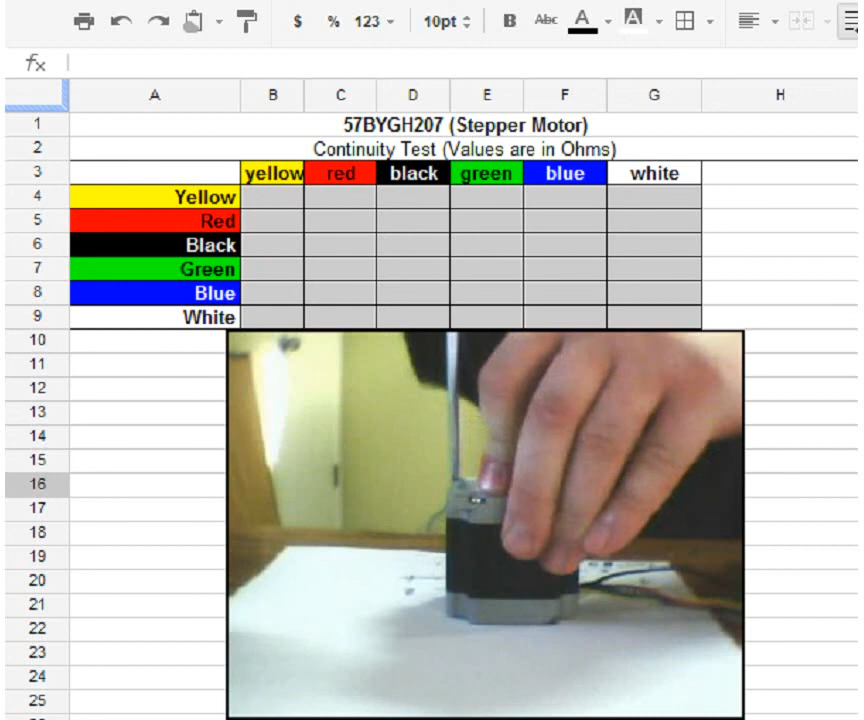 $ % 123 10pt B Abc A A
fx
A B C D E F G H
1 57BYGH207 (Stepper Motor)
2 Continuity Test (Values are in Ohms)
3 yellow red black green blue white
4 Yellow
5 Red
6 Black
7 Green
8 Blue
9 White
10
11
12
13
14
15
16
17
18
19
20
21
22
23
24
25